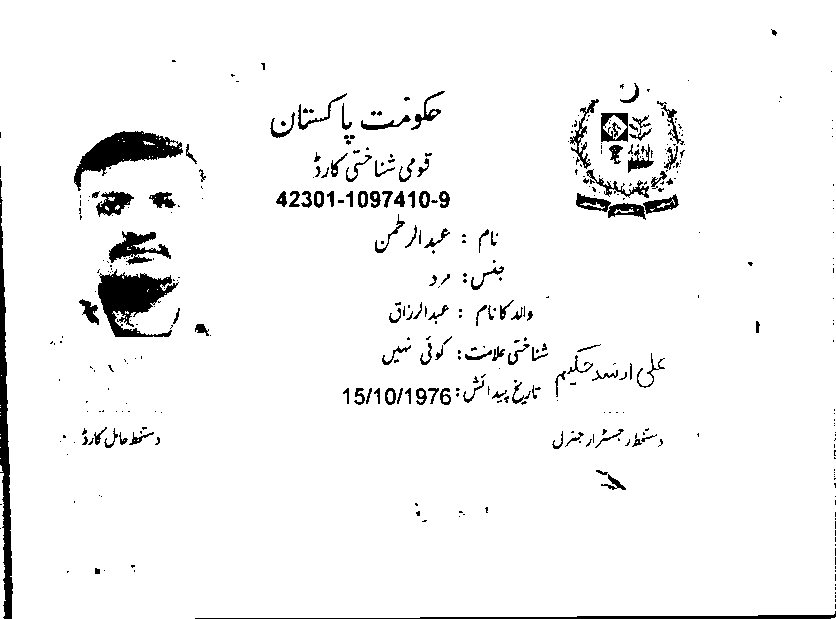 حکومت پاکستان
قومی شناختی کارڈ
42301-1097410-9
نام : عبدالرحمن
جنس : مرد
والد کا نام : عبدالرزاق
شناختی علامت : کوئی نہیں
تاریخ پیدائش : 15/10/1976
علی ارشد حکیم
دستخط رجسٹرار جنرل
دستخط حامل کارڈ